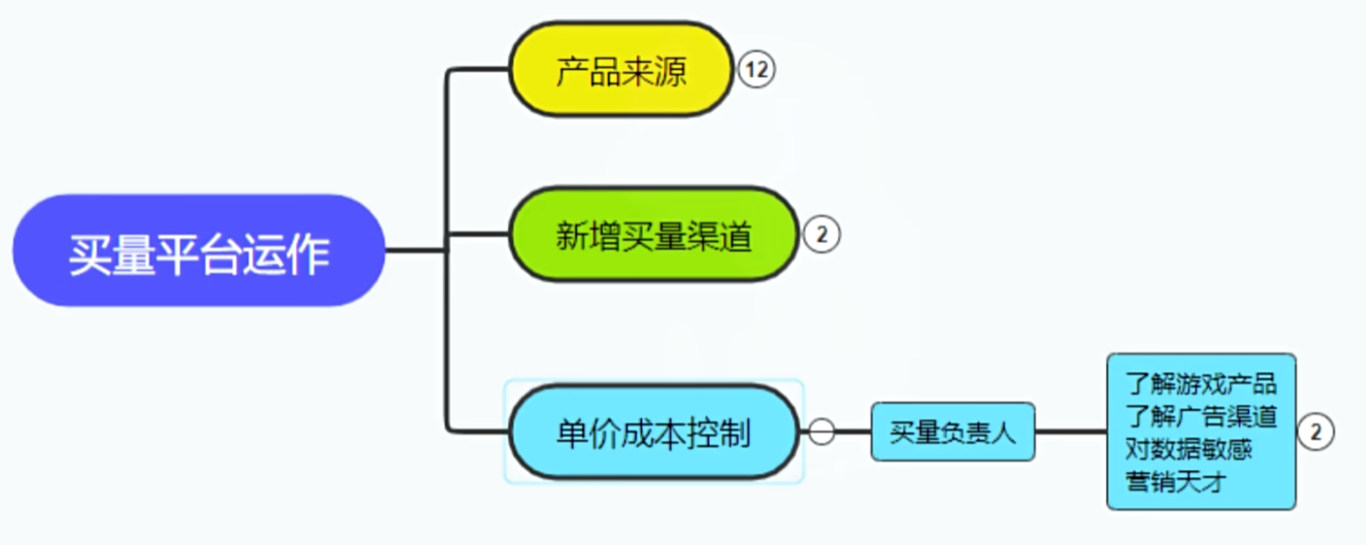 产品来源
12
买量平台运作
新增买量渠道
2
单价成本控制
买量负责人
了解游戏产品
了解广告渠道
对数据敏感
营销天才
2